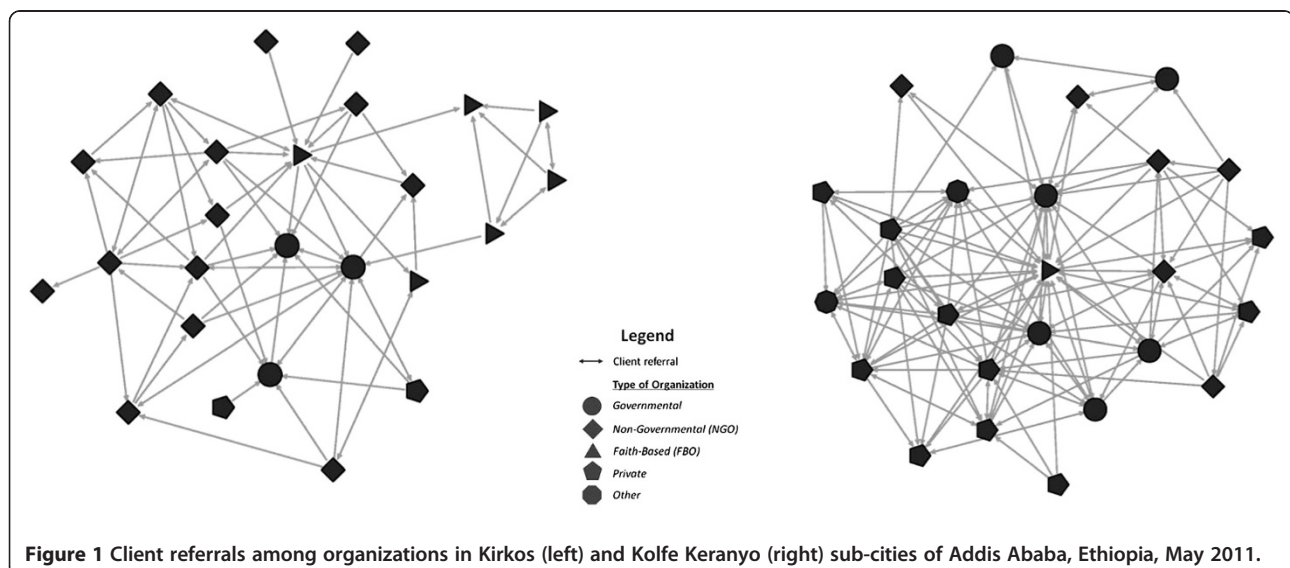 Legend
Client referral
Type of Organization
Governmental
Non-Governmental (NGO)
Faith-Based (FBO)
Private
Other
Figure 1 Client referrals among organizations in Kirkos (left) and Kolfe Keranyo (right) sub-cities of Addis Ababa, Ethiopia, May 2011.